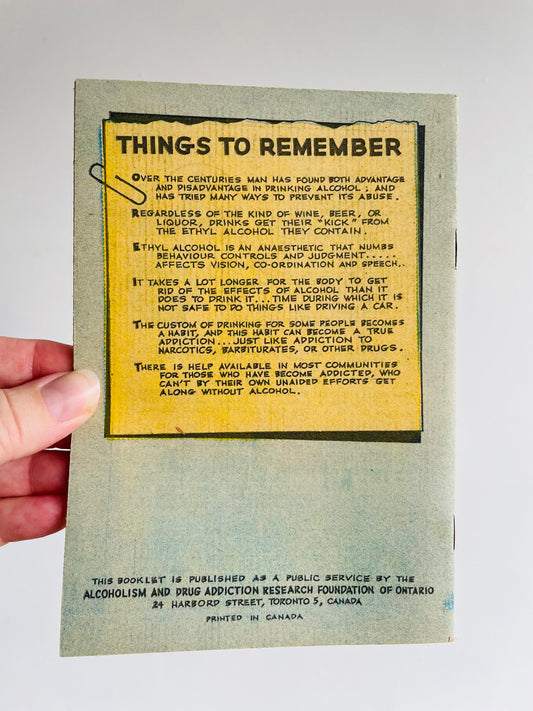 THINGS TO REMEMBER
OVER THE CENTURIES MAN HAS FOUND BOTH ADVANTAGE
AND DISADVANTAGE IN DRINKING ALCOHOL ; AND
HAS TRIED MANY WAYS TO PREVENT ITS ABUSE.
REGARDLESS OF THE KIND OF WINE, BEER, OR
LIQUOR, DRINKS GET THEIR "KICK" FROM
THE ETHYL ALCOHOL THEY CONTAIN.
ETHYL ALCOHOL IS AN ANAESTHETIC THAT NUMBS
BEHAVIOUR CONTROLS AND JUDGMENT.....
AFFECTS VISION, CO-ORDINATION AND SPEECH..
IT TAKES A LOT LONGER FOR THE BODY TO GET
RID OF THE EFFECTS OF ALCOHOL THAN IT
DOES TO DRINK IT...TIME DURING WHICH IT IS
NOT SAFE TO DO THINGS LIKE DRIVING A CAR.
THE CUSTOM OF DRINKING FOR SOME PEOPLE BECOMES
A HABIT, AND THIS HABIT CAN BECOME A TRUE
ADDICTION...JUST LIKE ADDICTION TO
NARCOTICS, BARBITURATES, OR OTHER DRUGS.
THERE IS HELP AVAILABLE IN MOST COMMUNITIES
FOR THOSE WHO HAVE BECOME ADDICTED, WHO
CAN'T BY THEIR OWN UNAIDED EFFORTS GET
ALONG WITHOUT ALCOHOL.
THIS BOOKLET IS PUBLISHED AS A PUBLIC SERVICE BY THE
ALCOHOLISM AND DRUG ADDICTION RESEARCH FOUNDATION OF ONTARIO
24 HARBORD STREET, TORONTO 5, CANADA
PRINTED IN CANADA